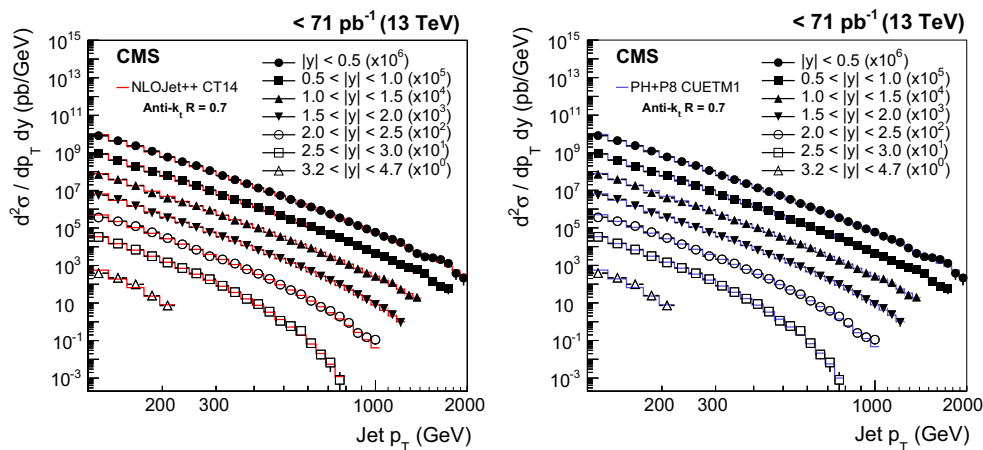 < 71 pb⁻¹ (13 TeV)
CMS
NLOJet++ CT14
Anti-kₜ R = 0.7
|y| < 0.5 (x10⁶)
0.5 < |y| < 1.0 (x10⁵)
1.0 < |y| < 1.5 (x10⁴)
1.5 < |y| < 2.0 (x10³)
2.0 < |y| < 2.5 (x10²)
2.5 < |y| < 3.0 (x10¹)
3.2 < |y| < 4.7 (x10⁰)
d²σ / dp_T dy (pb/GeV)
10¹⁵
10¹³
10¹¹
10⁹
10⁷
10⁵
10³
10
10⁻¹
10⁻³
200 300 1000 2000
Jet p_T (GeV)
< 71 pb⁻¹ (13 TeV)
CMS
PH+P8 CUETM1
Anti-kₜ R = 0.7
|y| < 0.5 (x10⁶)
0.5 < |y| < 1.0 (x10⁵)
1.0 < |y| < 1.5 (x10⁴)
1.5 < |y| < 2.0 (x10³)
2.0 < |y| < 2.5 (x10²)
2.5 < |y| < 3.0 (x10¹)
3.2 < |y| < 4.7 (x10⁰)
d²σ / dp_T dy (pb/GeV)
10¹⁵
10¹³
10¹¹
10⁹
10⁷
10⁵
10³
10
10⁻¹
10⁻³
200 300 1000 2000
Jet p_T (GeV)